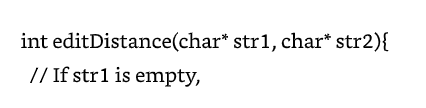 int editDistance(char* str1, char* str2){
// If str1 is empty,